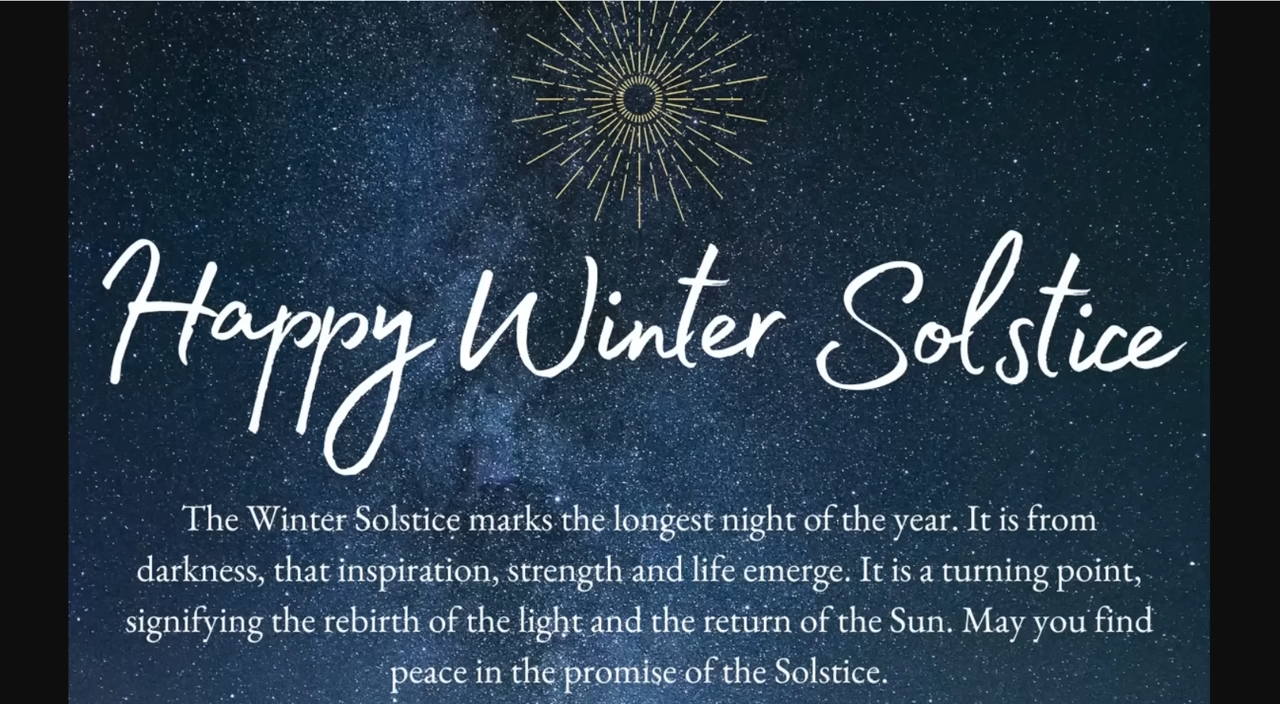 Happy Winter Solstice
The Winter Solstice marks the longest night of the year. It is from
darkness, that inspiration, strength and life emerge. It is a turning point,
signifying the rebirth of the light and the return of the Sun. May you find
peace in the promise of the Solstice.